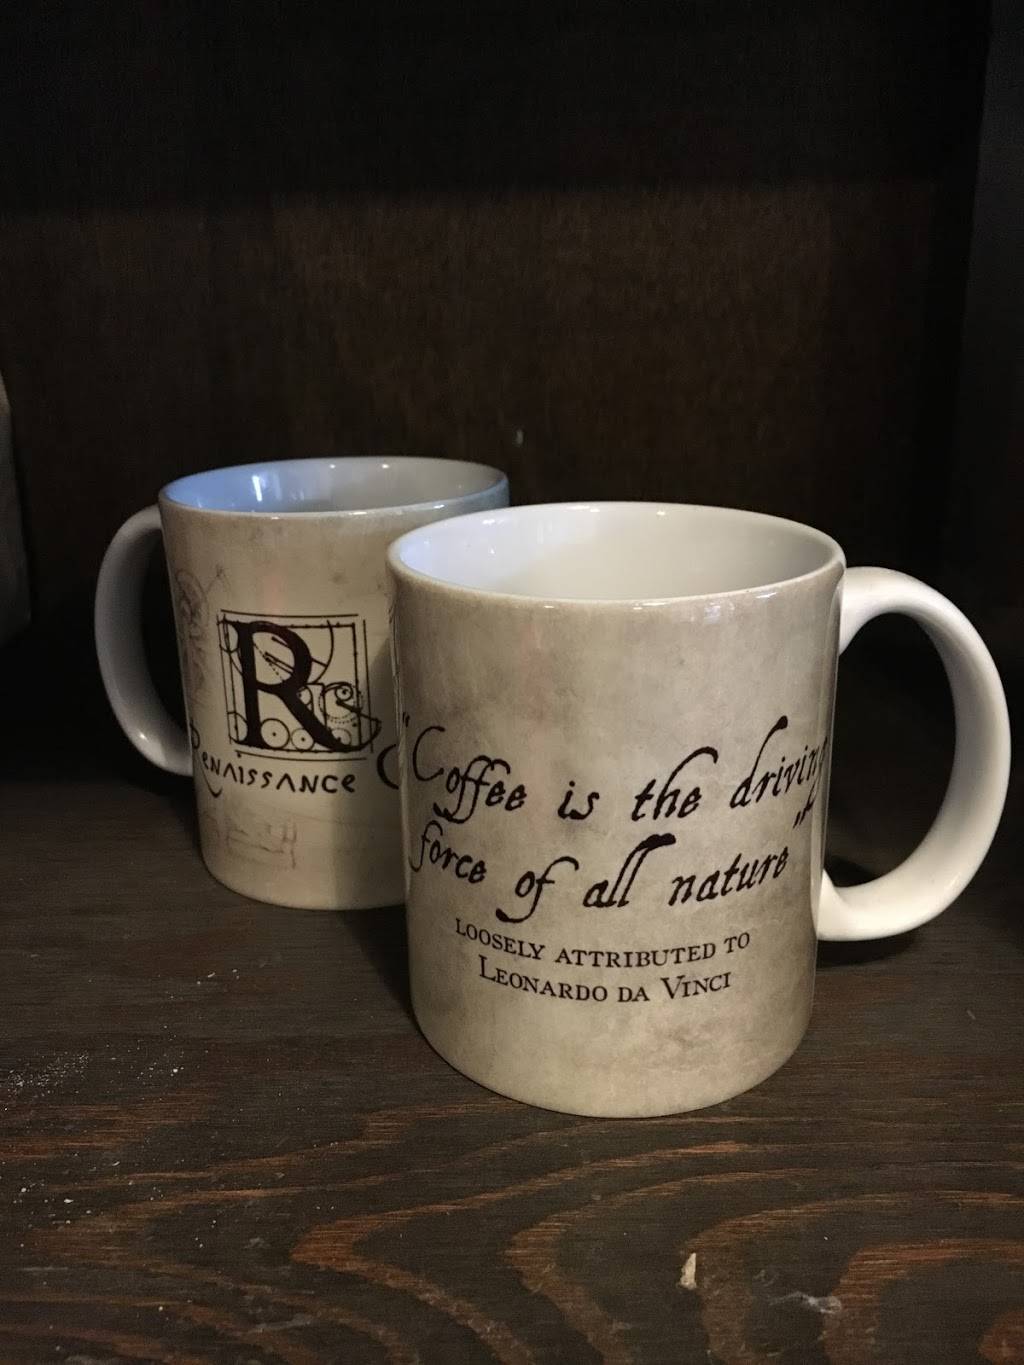 R
Renaissance C
"Coffee is the driving
force of all nature"
LOOSELY ATTRIBUTED TO
LEONARDO DA VINCI